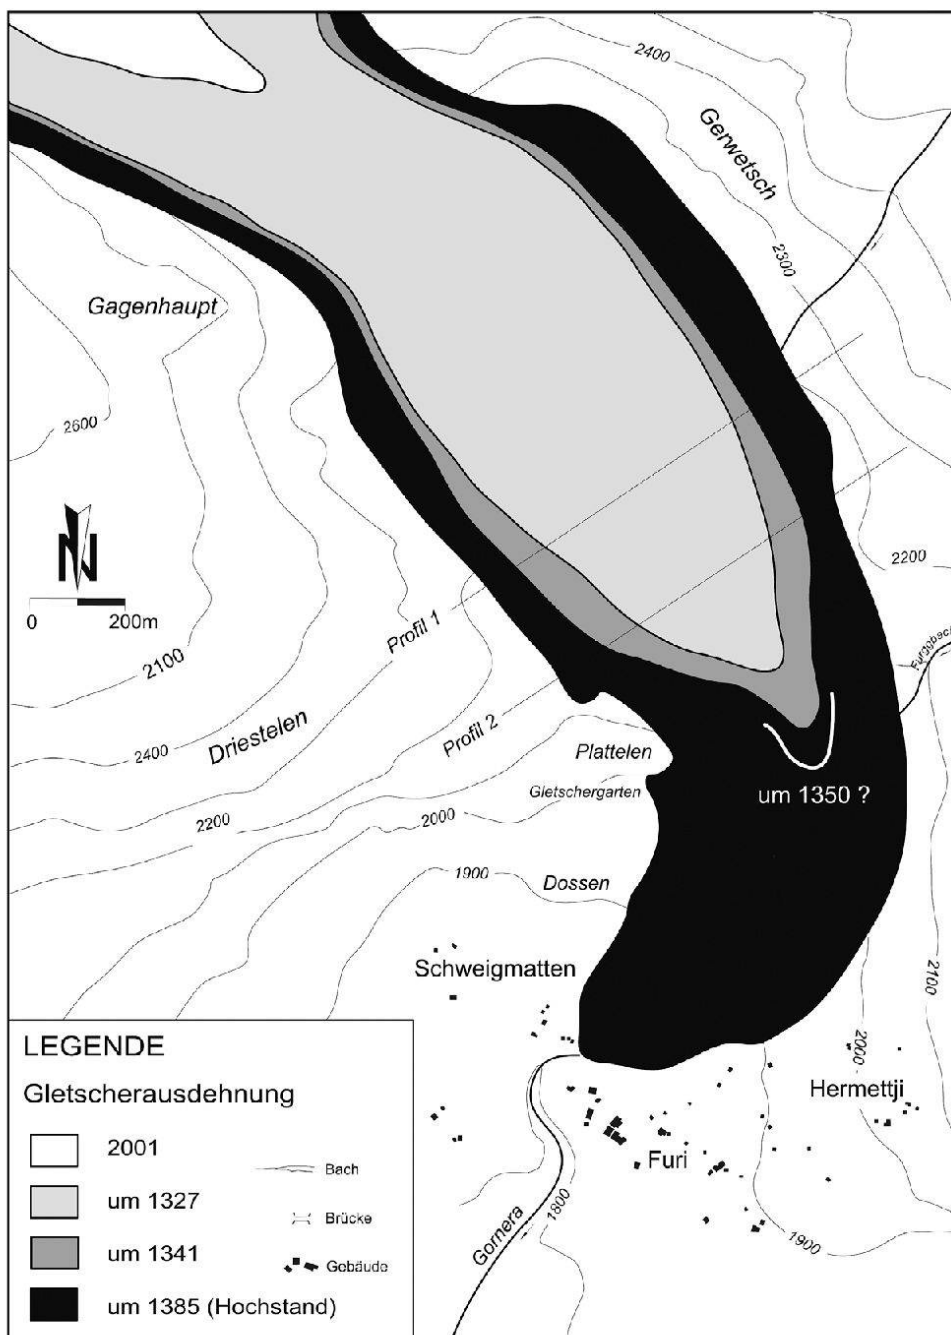 2400
Gerwetsch
2300
Gagenhaupt
2600
N
0 200m
2100
2400
Driestelen
Profil 1
Profil 2
2200
Furggbach
Plattelen
Gletschergarten
um 1350 ?
2200
2000
1900
Dossen
Schweigmatten
2100
2000
Hermettji
Furi
1800
1900
Gornera
LEGENDE
Gletscherausdehnung
2001
um 1327
um 1341
um 1385 (Hochstand)
Bach
Brücke
Gebäude